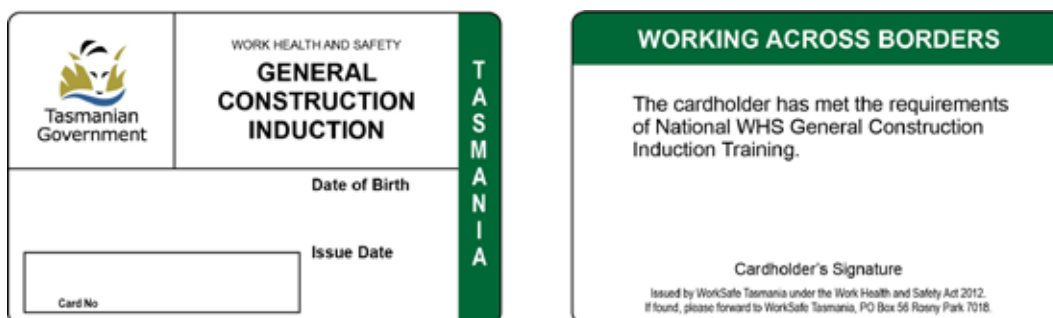 Tasmanian
Government
WORK HEALTH AND SAFETY
GENERAL
CONSTRUCTION
INDUCTION
Date of Birth
Issue Date
Card No
TASMANIA
WORKING ACROSS BORDERS
The cardholder has met the requirements
of National WHS General Construction
Induction Training.
Cardholder's Signature
Issued by WorkSafe Tasmania under the Work Health and Safety Act 2012.
If found, please forward to WorkSafe Tasmania, PO Box 56 Rosny Park 7018.